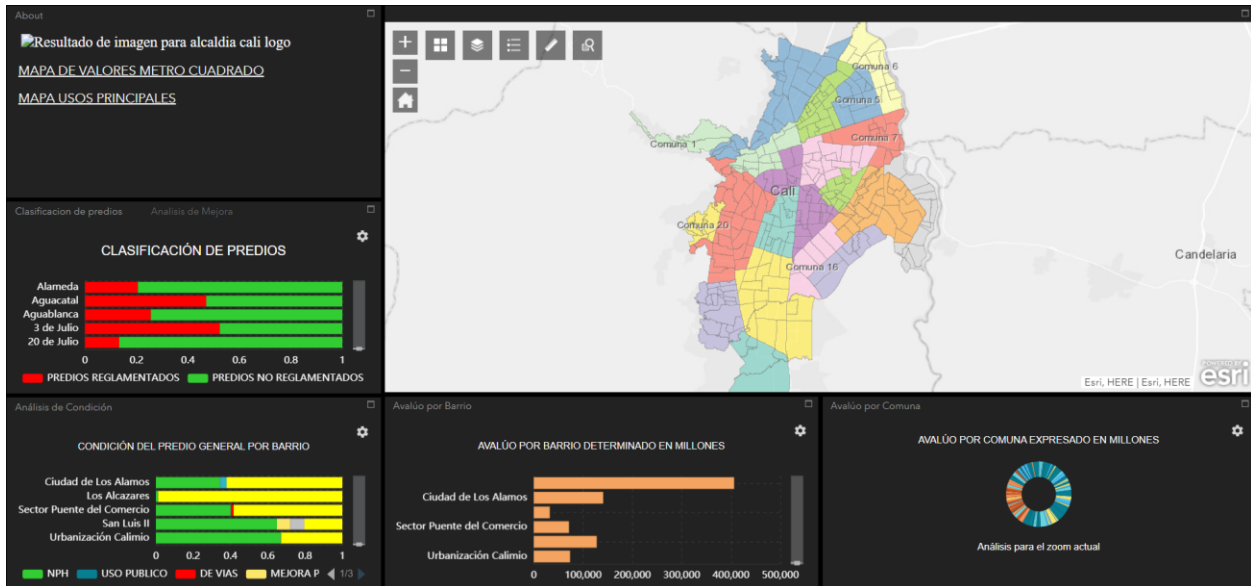 About
Resultado de imagen para alcaldia cali logo
MAPA DE VALORES METRO CUADRADO
MAPA USOS PRINCIPALES
Comuna 6
Comuna 5
Comuna 7
Comuna 1
Cali
Comuna 20
Comuna 16
Candelaria
Esri, HERE | Esri, HERE
POWERED BY
esri
Clasificacion de predios
Analisis de Mejora
CLASIFICACIÓN DE PREDIOS
Alameda
Aguacatal
Aguablanca
3 de Julio
20 de Julio
0 0.2 0.4 0.6 0.8 1
PREDIOS REGLAMENTADOS PREDIOS NO REGLAMENTADOS
Análisis de Condición
CONDICIÓN DEL PREDIO GENERAL POR BARRIO
Ciudad de Los Alamos
Los Alcazares
Sector Puente del Comercio
San Luis II
Urbanización Calimio
0 0.2 0.4 0.6 0.8 1
NPH USO PUBLICO DE VIAS MEJORA P 1/3
Avalúo por Barrio
AVALÚO POR BARRIO DETERMINADO EN MILLONES
Ciudad de Los Alamos
Sector Puente del Comercio
Urbanización Calimio
0 100,000 200,000 300,000 400,000 500,000
Avalúo por Comuna
AVALÚO POR COMUNA EXPRESADO EN MILLONES
Análisis para el zoom actual